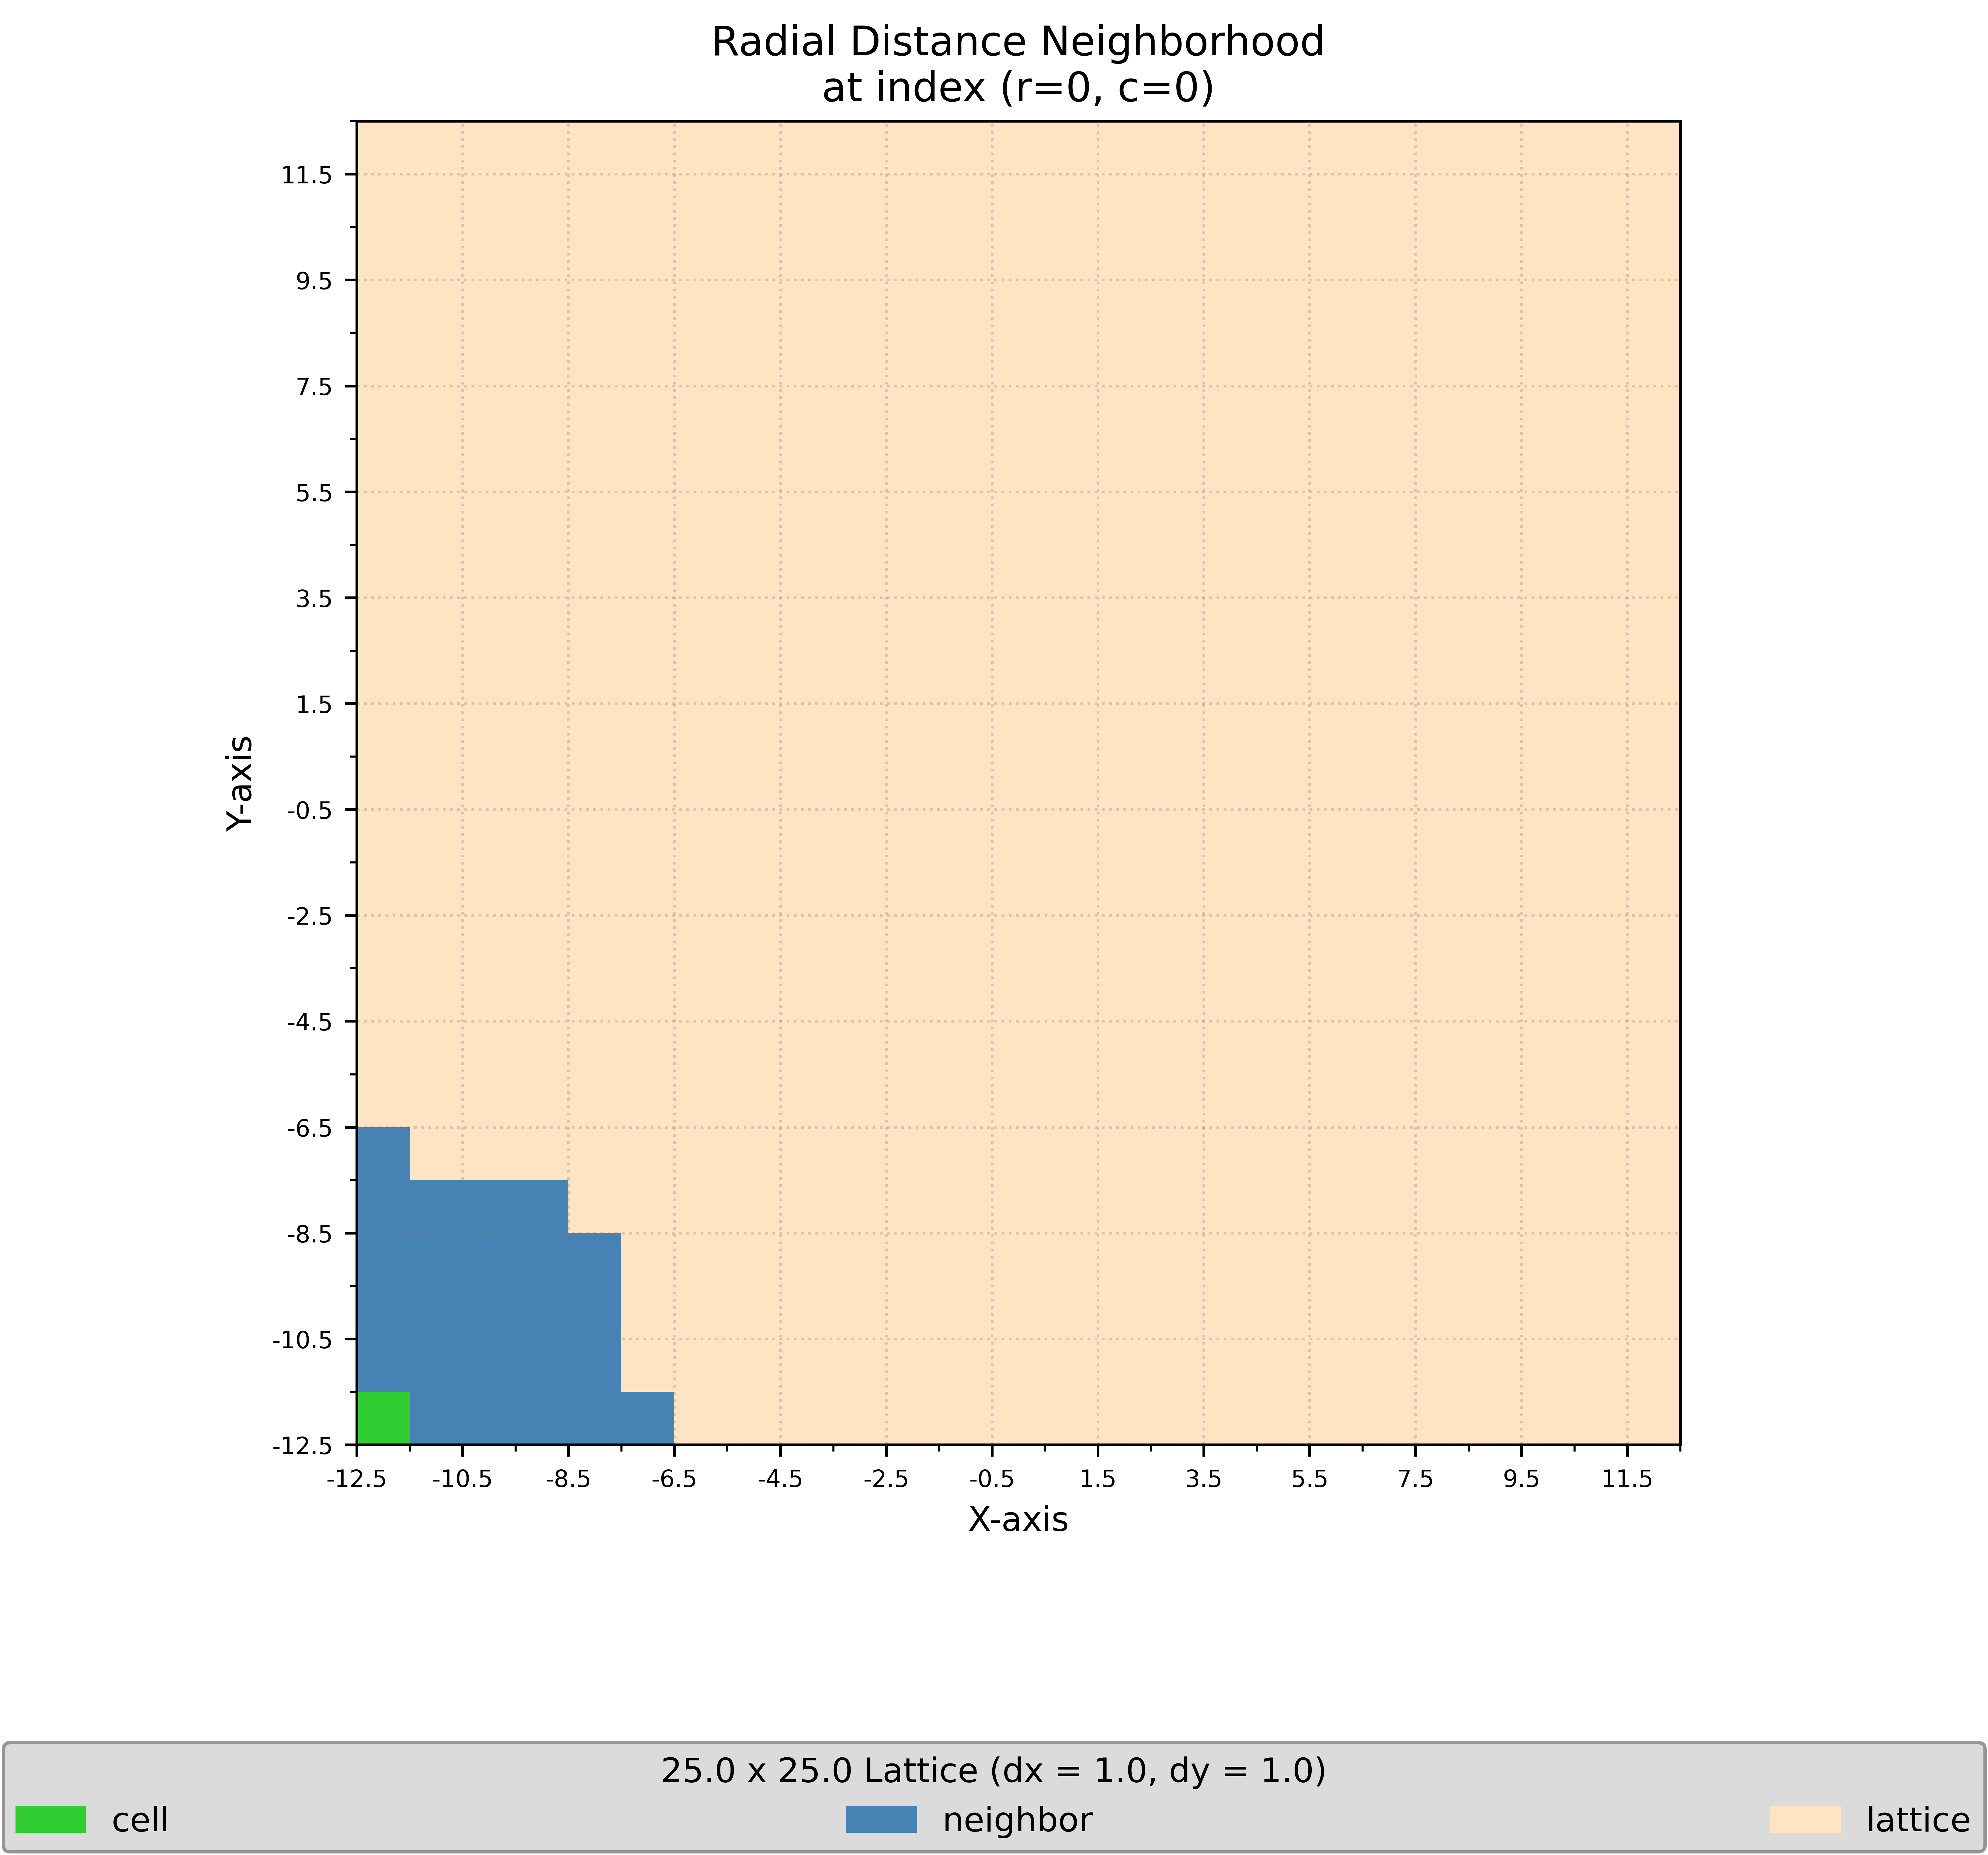 Radial Distance Neighborhood
at index (r=0, c=0)
11.5
9.5
7.5
5.5
3.5
1.5
-0.5
-2.5
-4.5
-6.5
-8.5
-10.5
-12.5
Y-axis
-12.5 -10.5 -8.5 -6.5 -4.5 -2.5 -0.5 1.5 3.5 5.5 7.5 9.5 11.5
X-axis
25.0 x 25.0 Lattice (dx = 1.0, dy = 1.0)
cell neighbor lattice